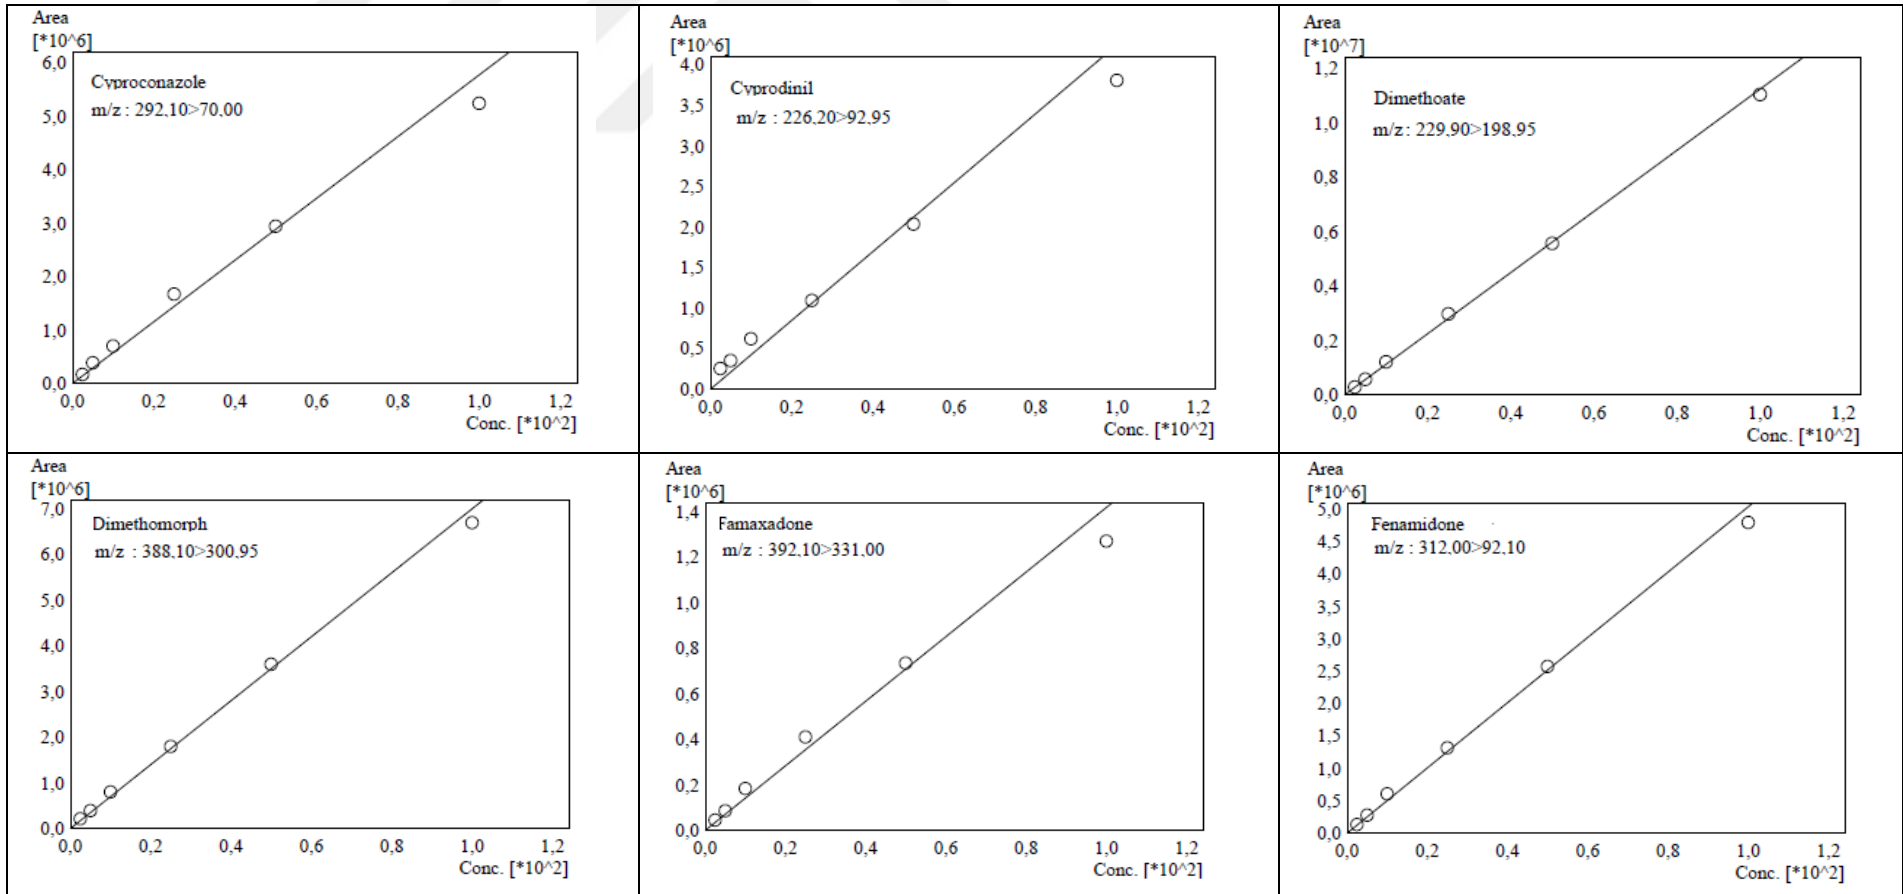 Area
[*10^6]
6,0
Cyproconazole
m/z : 292,10>70,00
5,0
4,0
3,0
2,0
1,0
0,0
0,0 0,2 0,4 0,6 0,8 1,0 1,2
Conc. [*10^2]
Area
[*10^6]
4,0
Cyprodinil
3,5
m/z : 226,20>92,95
3,0
2,5
2,0
1,5
1,0
0,5
0,0
0,0 0,2 0,4 0,6 0,8 1,0 1,2
Conc. [*10^2]
Area
[*10^7]
1,2
Dimethoate
m/z : 229,90>198,95
1,0
0,8
0,6
0,4
0,2
0,0
0,0 0,2 0,4 0,6 0,8 1,0 1,2
Conc. [*10^2]
Area
[*10^6]
7,0
Dimethomorph
m/z : 388,10>300,95
6,0
5,0
4,0
3,0
2,0
1,0
0,0
0,0 0,2 0,4 0,6 0,8 1,0 1,2
Conc. [*10^2]
Area
[*10^6]
1,4
Famaxadone
m/z : 392,10>331,00
1,2
1,0
0,8
0,6
0,4
0,2
0,0
0,0 0,2 0,4 0,6 0,8 1,0 1,2
Conc. [*10^2]
Area
[*10^6]
5,0
Fenamidone
4,5
m/z : 312,00>92,10
4,0
3,5
3,0
2,5
2,0
1,5
1,0
0,5
0,0
0,0 0,2 0,4 0,6 0,8 1,0 1,2
Conc. [*10^2]